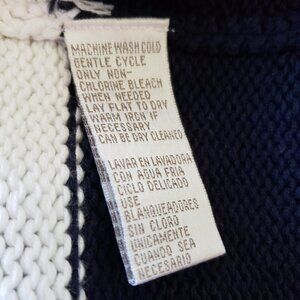 MACHINE WASH COLD
GENTLE CYCLE
ONLY NON-
CHLORINE BLEACH
WHEN NEEDED
LAY FLAT TO DRY
WARM IRON IF
NECESSARY
CAN BE DRY CLEANED
LAVAR EN LAVADORA
CON AGUA FRIA
CICLO DELICADO
USE
BLANQUEADORES
SIN CLORO
UNICAMENTE
CUANDO SEA
NECESARIO